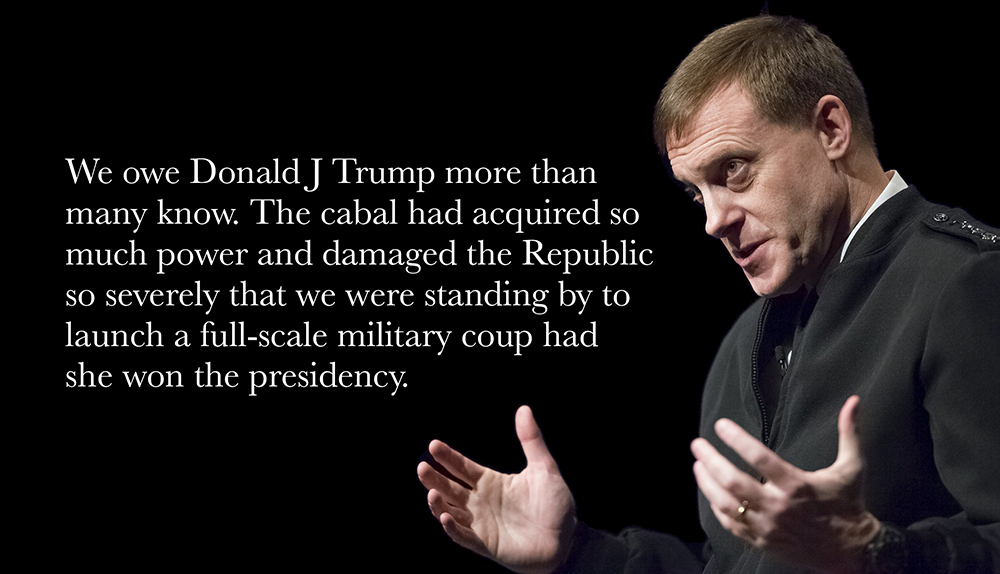 We owe Donald J Trump more than
many know. The cabal had acquired so
much power and damaged the Republic
so severely that we were standing by to
launch a full-scale military coup had
she won the presidency.